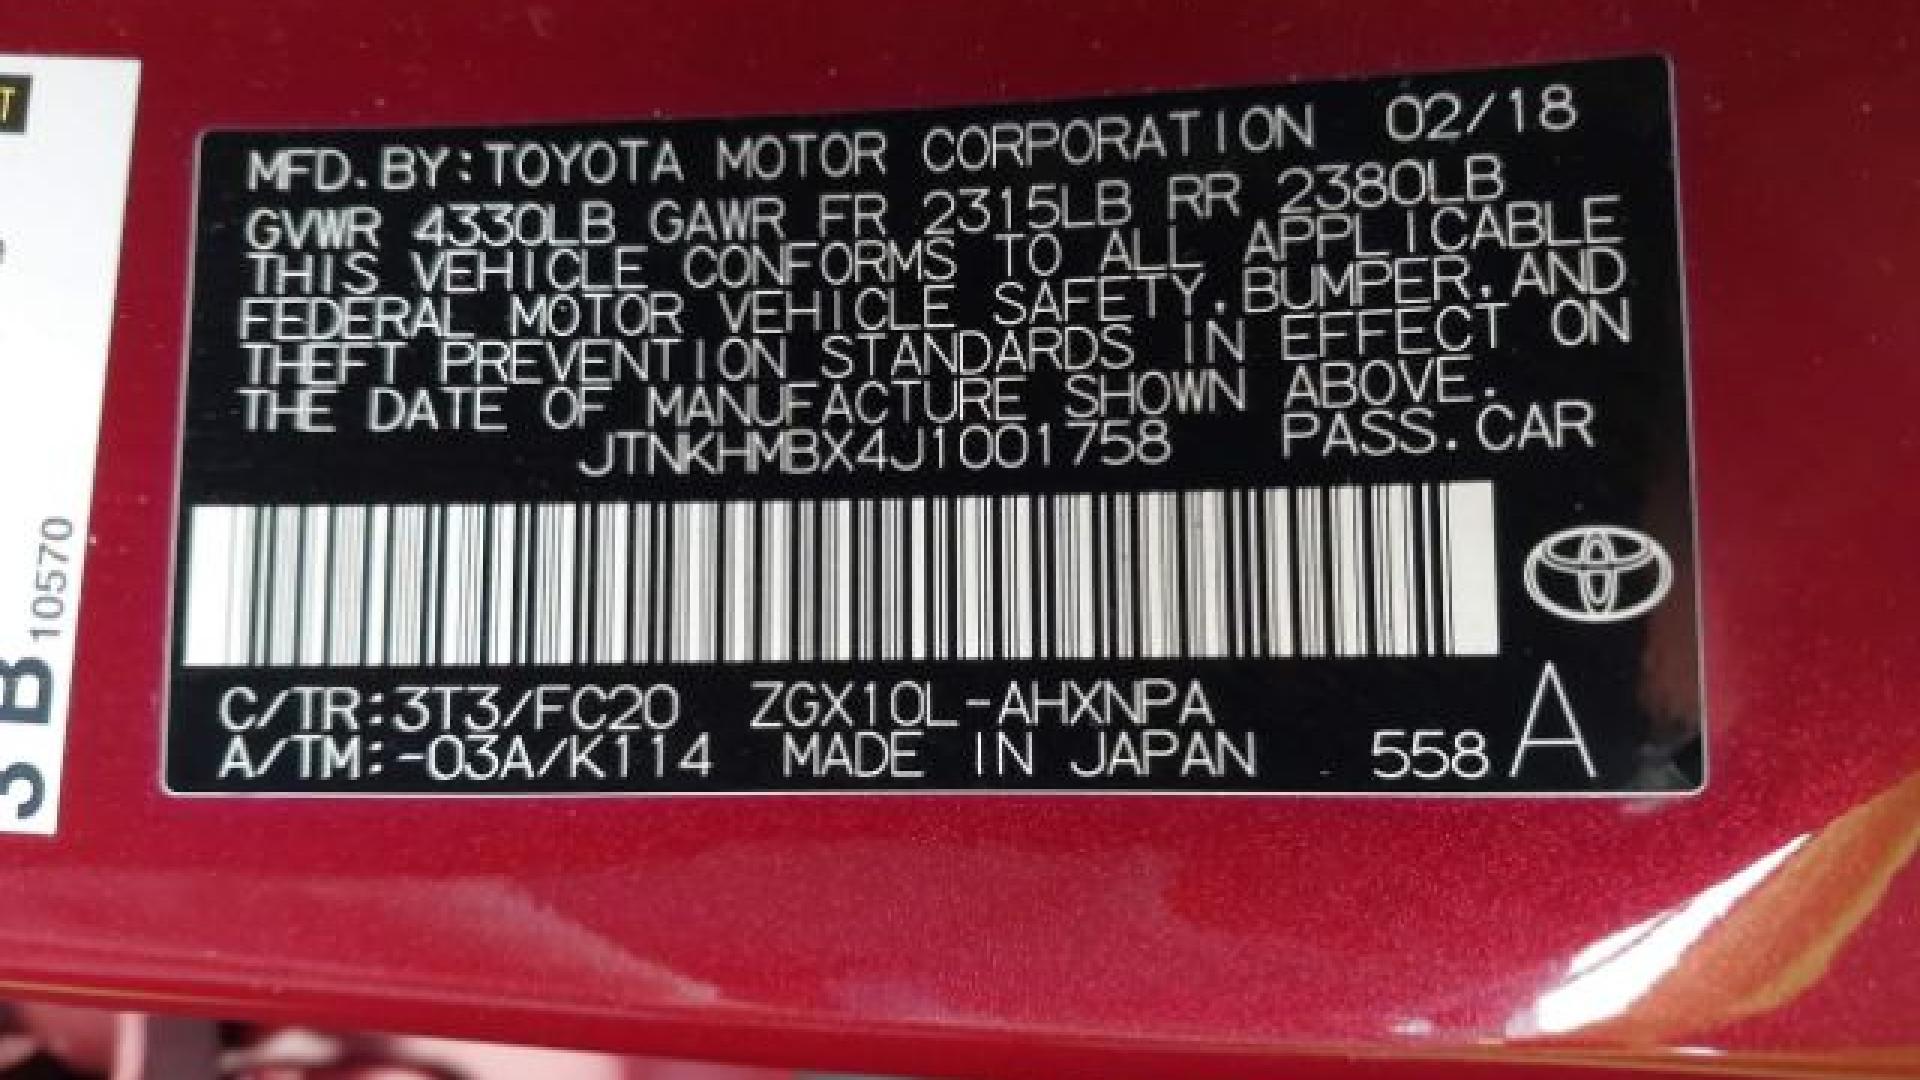 MFD. BY: TOYOTA MOTOR CORPORATION 02/18
GVWR 4330LB GAWR FR 2315LB RR 2380LB
THIS VEHICLE CONFORMS TO ALL APPLICABLE
FEDERAL MOTOR VEHICLE SAFETY, BUMPER, AND
THEFT PREVENTION STANDARDS IN EFFECT ON
THE DATE OF MANUFACTURE SHOWN ABOVE.
JTNKHMBX4J1001758 PASS. CAR
C/TR: 3T3/FC20 ZGX10L-AHXNPA
A/TM: -03A/K114 MADE IN JAPAN 558 A
3 B 10570